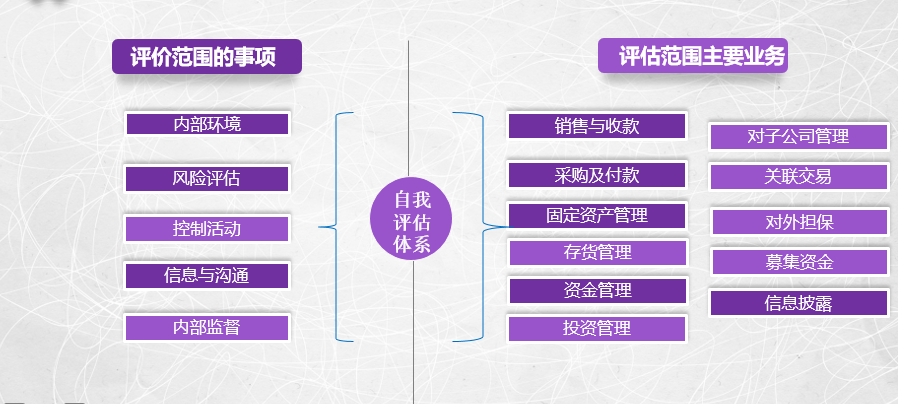 评价范围的事项
内部环境
风险评估
控制活动
信息与沟通
内部监督
自我
评估
体系
评估范围主要业务
销售与收款
采购及付款
固定资产管理
存货管理
资金管理
投资管理
对子公司管理
关联交易
对外担保
募集资金
信息披露